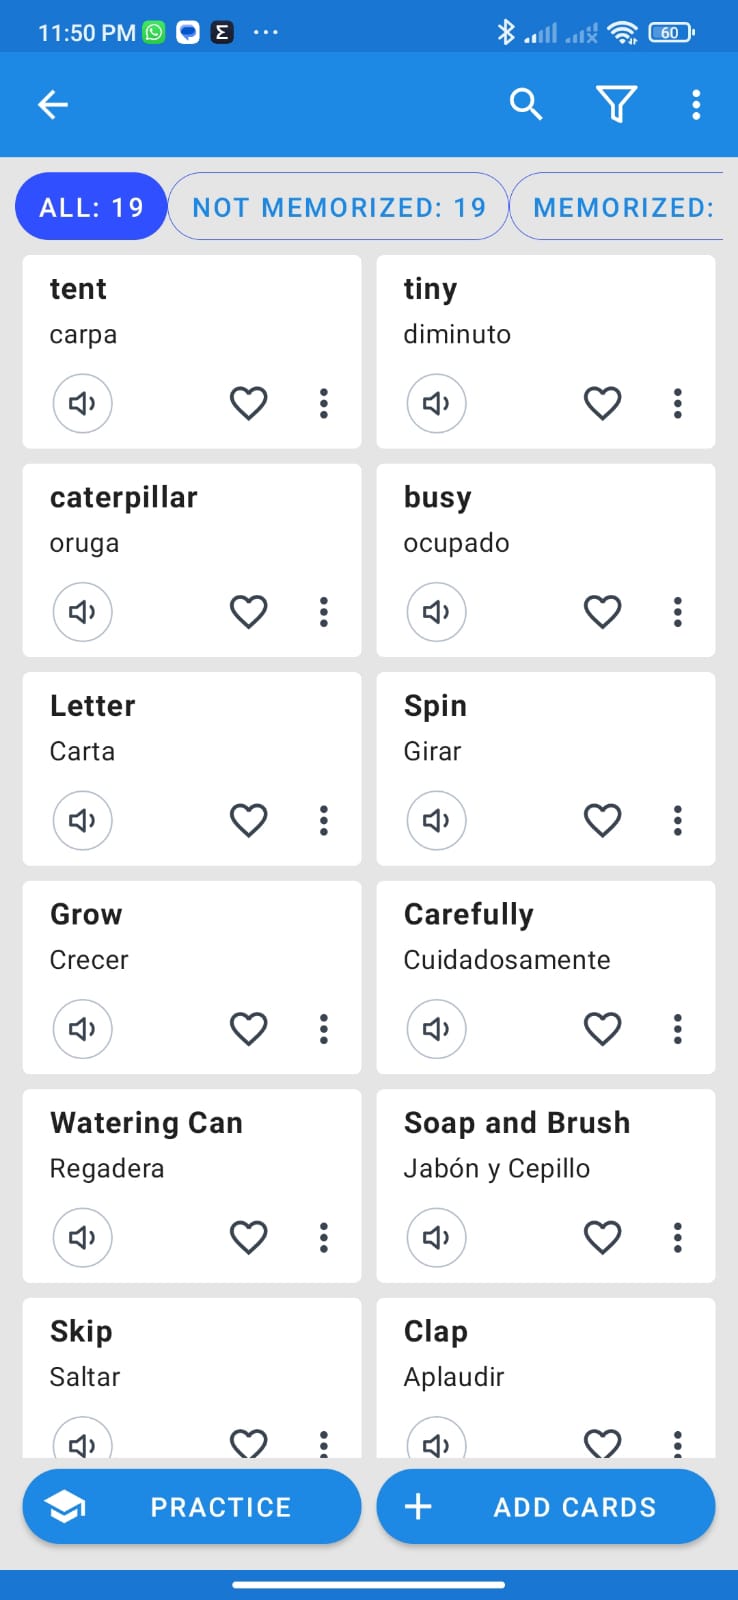 11:50 PM Σ ... 60
ALL: 19 NOT MEMORIZED: 19 MEMORIZED:
tent
carpa
tiny
diminuto
caterpillar
oruga
busy
ocupado
Letter
Carta
Spin
Girar
Grow
Crecer
Carefully
Cuidadosamente
Watering Can
Regadera
Soap and Brush
Jabón y Cepillo
Skip
Saltar
Clap
Aplaudir
PRACTICE
ADD CARDS